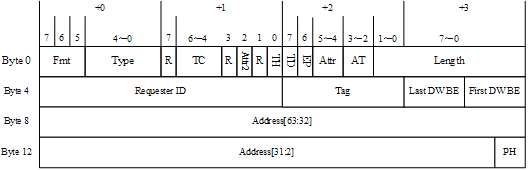 +0 +1 +2 +3
7 6 5 4~0 7 6~4 3 2 1 0 7 6 5~4 3~2 1~0 7~0
Byte 0 Fmt Type R TC R Attr2 R TH TD EP Attr AT Length
Byte 4 Requester ID Tag Last DWBE First DWBE
Byte 8 Address[63:32]
Byte 12 Address[31:2] PH